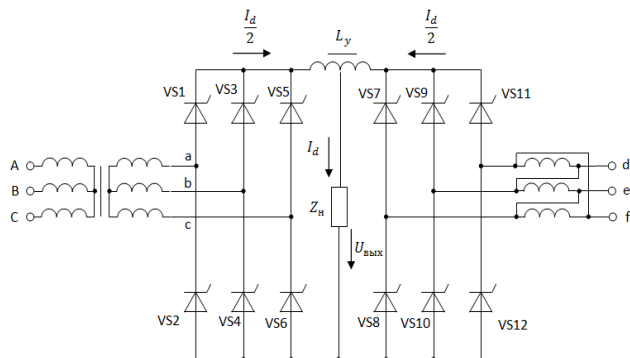 I_d/2 L_y I_d/2
VS1 VS3 VS5 VS7 VS9 VS11
I_d
A a d
B b e
C c f
Z_н
U_вых
VS2 VS4 VS6 VS8 VS10 VS12